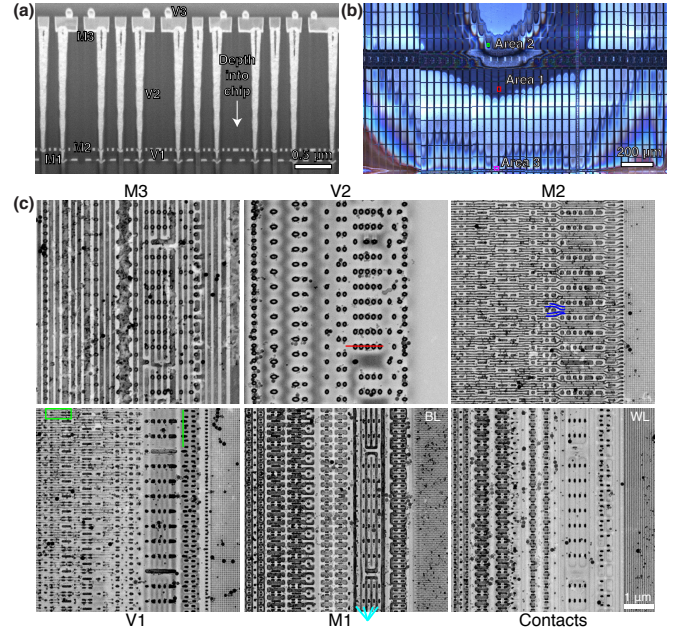 (a)
V3
M3
Depth
into
chip
V2
M2
V1
M1
0.5 µm
(b)
Area 2
Area 1
Area 3
200 µm
(c)
M3
V2
M2
BL
WL
1 µm
V1
M1
Contacts